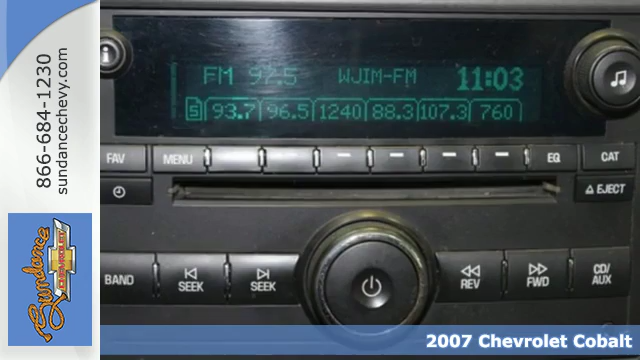 866-684-1230
sundancechevy.com
Sundance
CHEVROLET
FM 97.5 WJIM-FM 11:03
5 93.7 96.5 1240 88.3 107.3 760
i
FAV MENU EQ CAT
EJECT
BAND SEEK SEEK REV FWD CD/AUX
2007 Chevrolet Cobalt